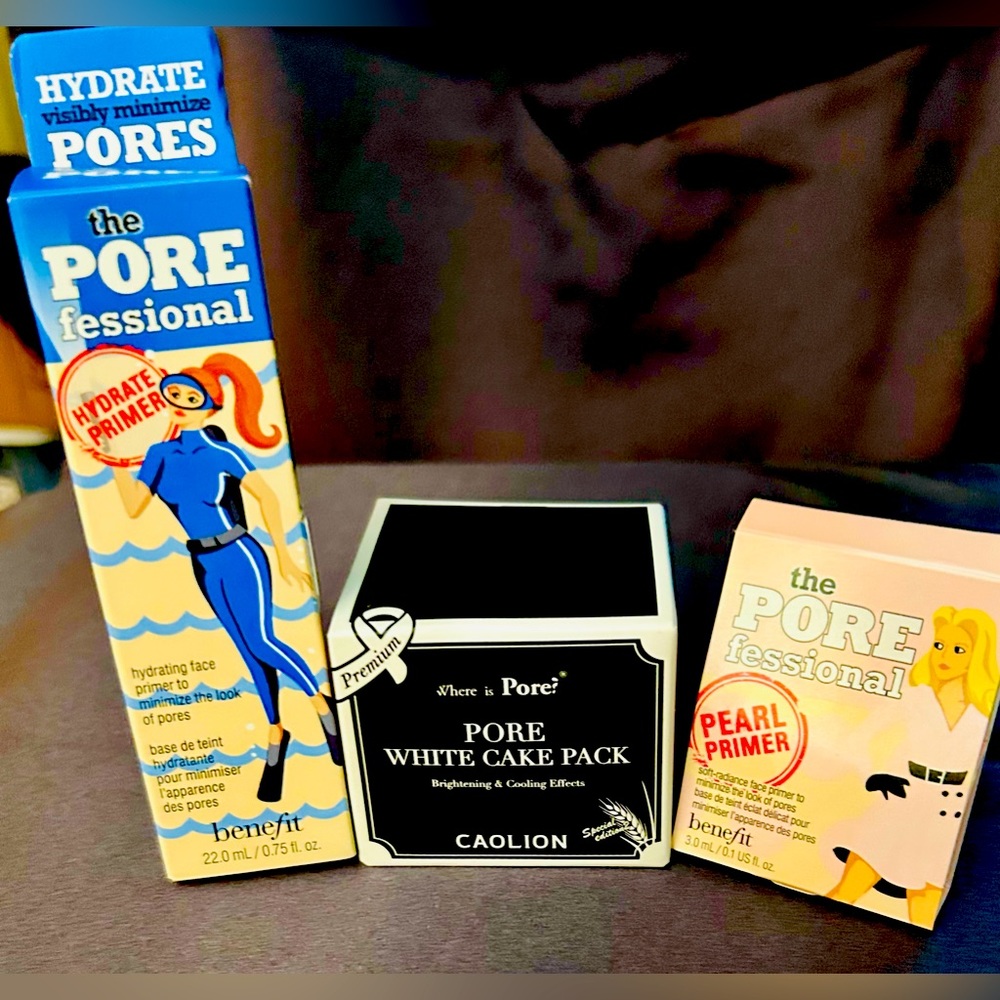 HYDRATE
visibly minimize
PORES
the
PORE
fessional
HYDRATE
PRIMER
hydrating face
primer to
minimize the look
of pores
base de teint
hydratante
pour minimiser
l'apparence
des pores
benefit
22.0 mL / 0.75 fl. oz.
Premium
Where is Pore?
PORE
WHITE CAKE PACK
Brightening & Cooling Effects
Special
edition
CAOLION
the
PORE
fessional
PEARL
PRIMER
soft-radiance face primer to
minimize the look of pores
base de teint éclat délicat pour
minimiser l'apparence des pores
benefit
3.0 mL / 0.1 US fl. oz.